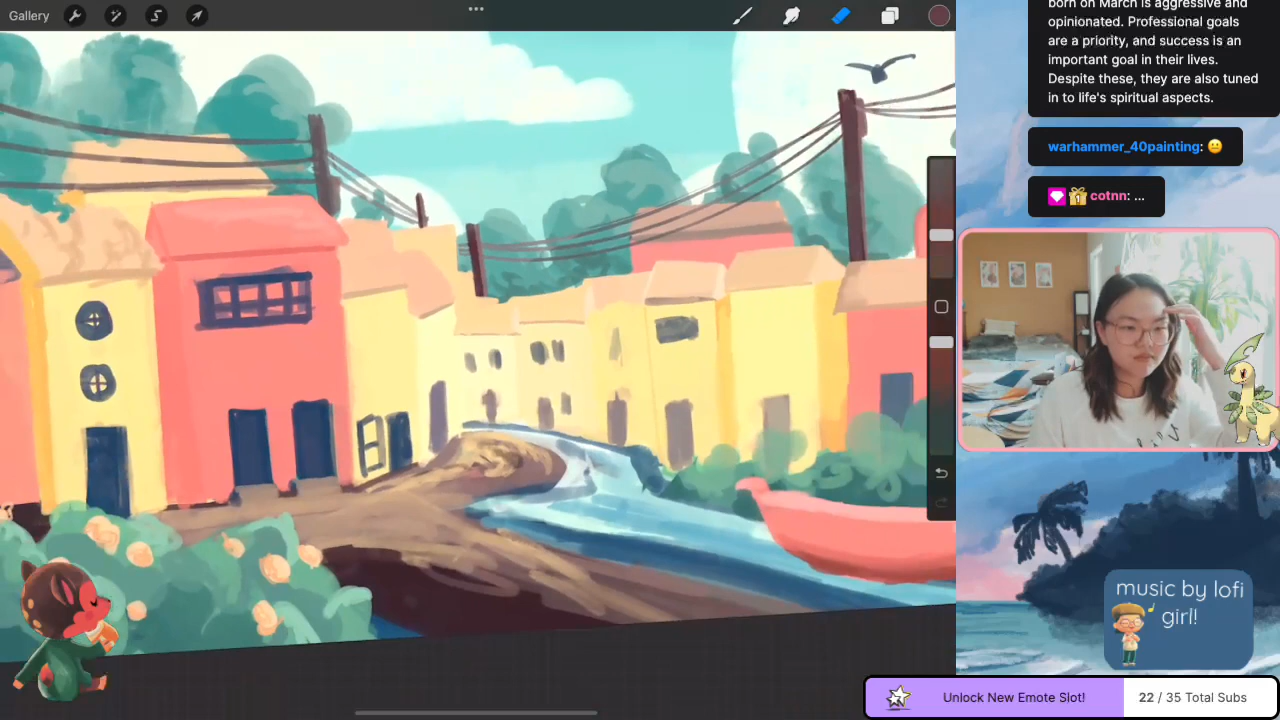 Gallery
born on March is aggressive and
opinionated. Professional goals
are a priority, and success is an
important goal in their lives.
Despite these, they are also tuned
in to life's spiritual aspects.
warhammer_40painting:
1 cotnn: ...
music by lofi
girl!
Unlock New Emote Slot!
22 / 35 Total Subs